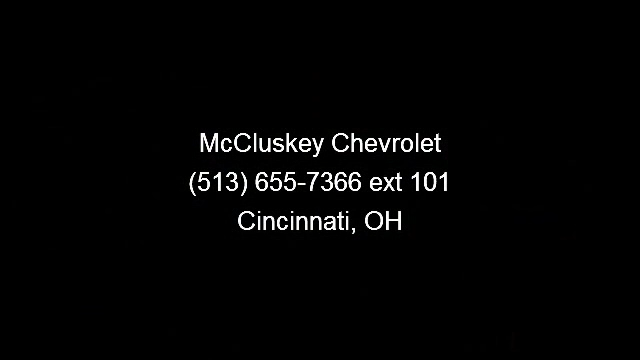 McCluskey Chevrolet
(513) 655-7366 ext 101
Cincinnati, OH